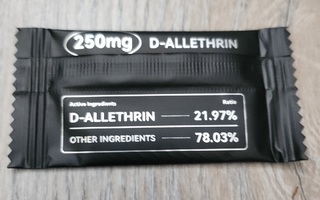 250mg D-ALLETHRIN
Active Ingredients Ratio
D-ALLETHRIN 21.97%
OTHER INGREDIENTS 78.03%